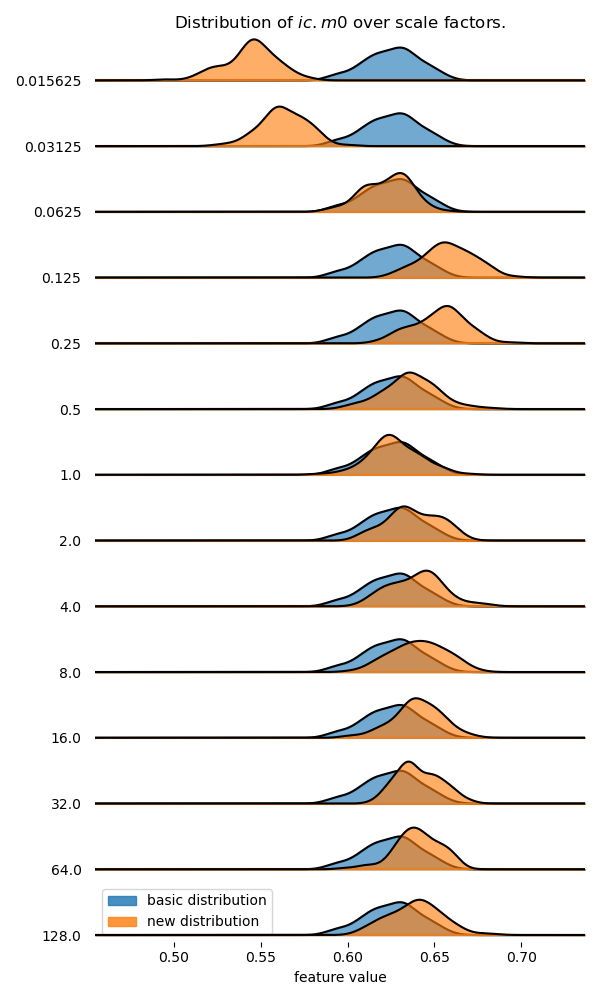 Distribution of ic. m0 over scale factors.
0.015625
0.03125
0.0625
0.125
0.25
0.5
1.0
2.0
4.0
8.0
16.0
32.0
64.0
128.0
basic distribution
new distribution
0.50 0.55 0.60 0.65 0.70
feature value